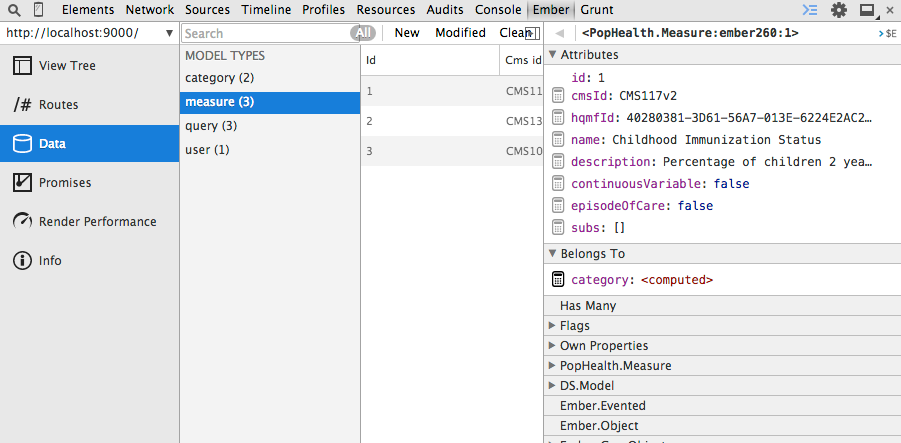 Elements Network Sources Timeline Profiles Resources Audits Console Ember Grunt
http://localhost:9000/
Search All New Modified Clean
<PopHealth.Measure:ember260:1> $E
View Tree
/# Routes
Data
Promises
Render Performance
Info
MODEL TYPES
category (2)
measure (3)
query (3)
user (1)
Id Cms id
1 CMS11
2 CMS13
3 CMS10
Attributes
id: 1
cmsId: CMS117v2
hqmfId: 40280381-3D61-56A7-013E-6224E2AC2…
name: Childhood Immunization Status
description: Percentage of children 2 yea…
continuousVariable: false
episodeOfCare: false
subs: []
Belongs To
category: <computed>
Has Many
Flags
Own Properties
PopHealth.Measure
DS.Model
Ember.Evented
Ember.Object